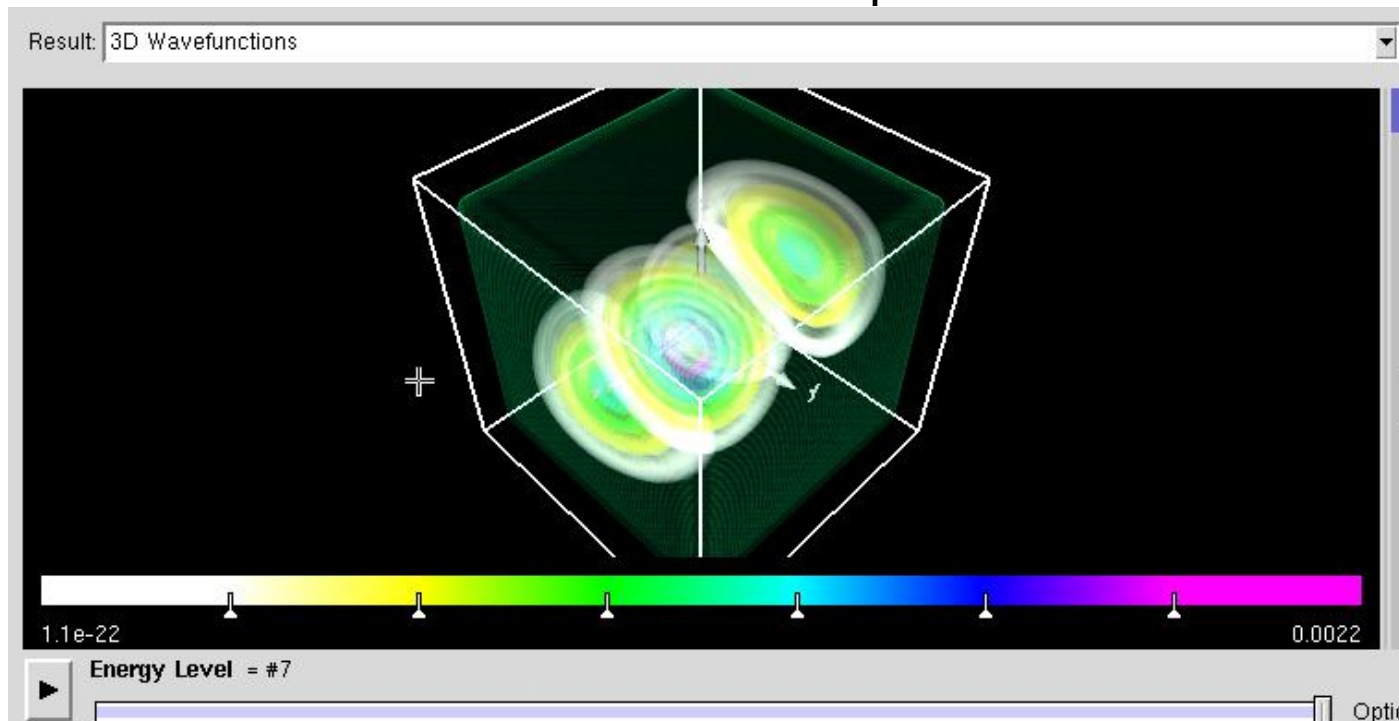 Result: 3D Wavefunctions
y
1.1e-22 0.0022
Energy Level = #7